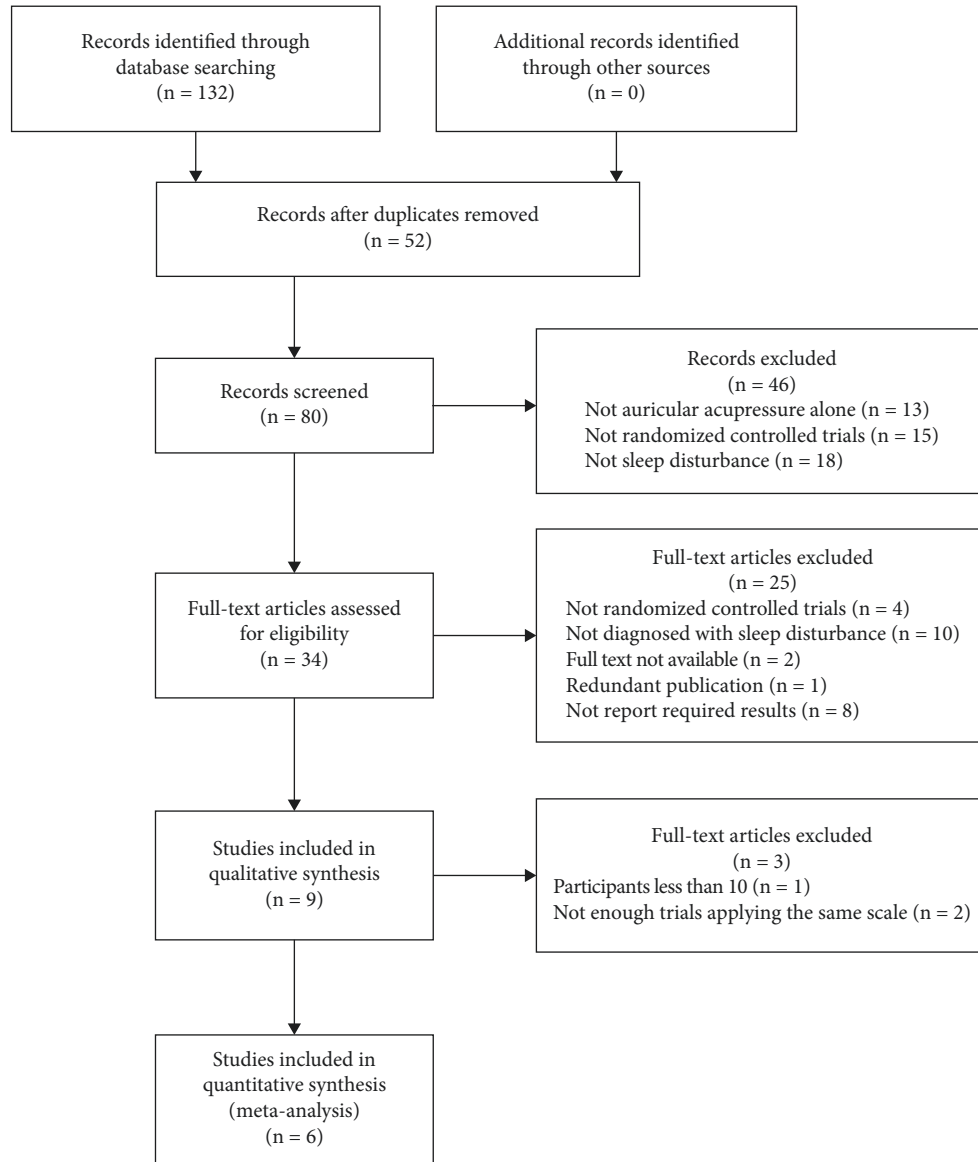 Records identified through
database searching
(n = 132)
Additional records identified
through other sources
(n = 0)
Records after duplicates removed
(n = 52)
Records screened
(n = 80)
Records excluded
(n = 46)
Not auricular acupressure alone (n = 13)
Not randomized controlled trials (n = 15)
Not sleep disturbance (n = 18)
Full-text articles assessed
for eligibility
(n = 34)
Full-text articles excluded
(n = 25)
Not randomized controlled trials (n = 4)
Not diagnosed with sleep disturbance (n = 10)
Full text not available (n = 2)
Redundant publication (n = 1)
Not report required results (n = 8)
Studies included in
qualitative synthesis
(n = 9)
Full-text articles excluded
(n = 3)
Participants less than 10 (n = 1)
Not enough trials applying the same scale (n = 2)
Studies included in
quantitative synthesis
(meta-analysis)
(n = 6)